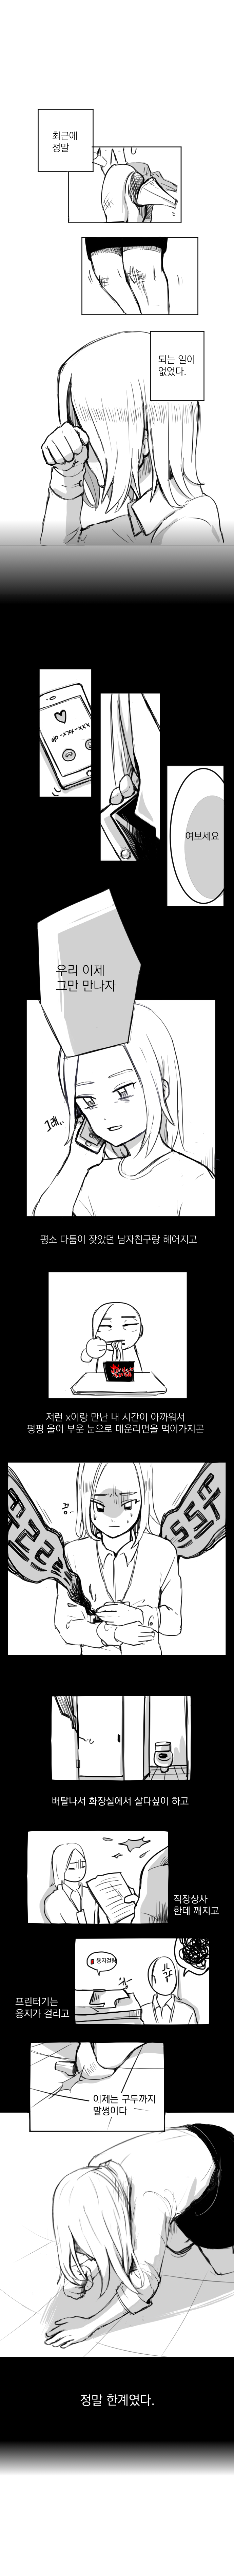 최근에
정말
되는 일이
없었다.
여보세요
우리 이제
그만 만나자
그래..
평소 다툼이 잦았던 남자친구랑 헤어지고
저런 x이랑 만난 내 시간이 아까워서
펑펑 울어 부운 눈으로 매운라면을 먹어가지곤
꾸르르
배탈나서 화장실에서 살다싶이 하고
직장상사
한테 깨지고
용지걸림
프린터기는
용지가 걸리고
이제는 구두까지
말썽이다
정말 한계였다.